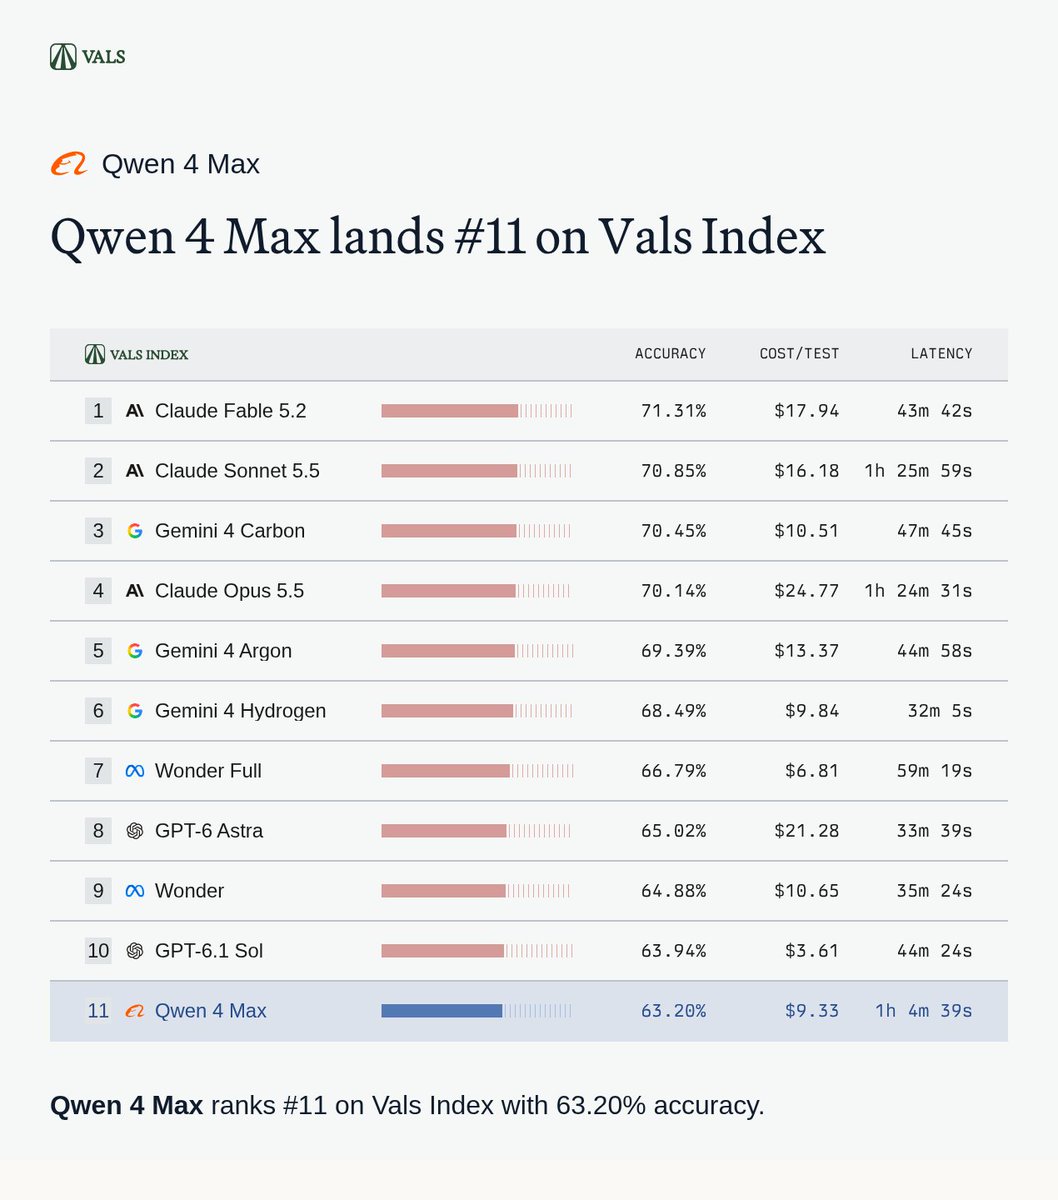 VALS
Qwen 4 Max
Qwen 4 Max lands #11 on Vals Index
VALS INDEX ACCURACY COST/TEST LATENCY
1 Claude Fable 5.2 71.31% $17.94 43m 42s
2 Claude Sonnet 5.5 70.85% $16.18 1h 25m 59s
3 Gemini 4 Carbon 70.45% $10.51 47m 45s
4 Claude Opus 5.5 70.14% $24.77 1h 24m 31s
5 Gemini 4 Argon 69.39% $13.37 44m 58s
6 Gemini 4 Hydrogen 68.49% $9.84 32m 5s
7 Wonder Full 66.79% $6.81 59m 19s
8 GPT-6 Astra 65.02% $21.28 33m 39s
9 Wonder 64.88% $10.65 35m 24s
10 GPT-6.1 Sol 63.94% $3.61 44m 24s
11 Qwen 4 Max 63.20% $9.33 1h 4m 39s
Qwen 4 Max ranks #11 on Vals Index with 63.20% accuracy.